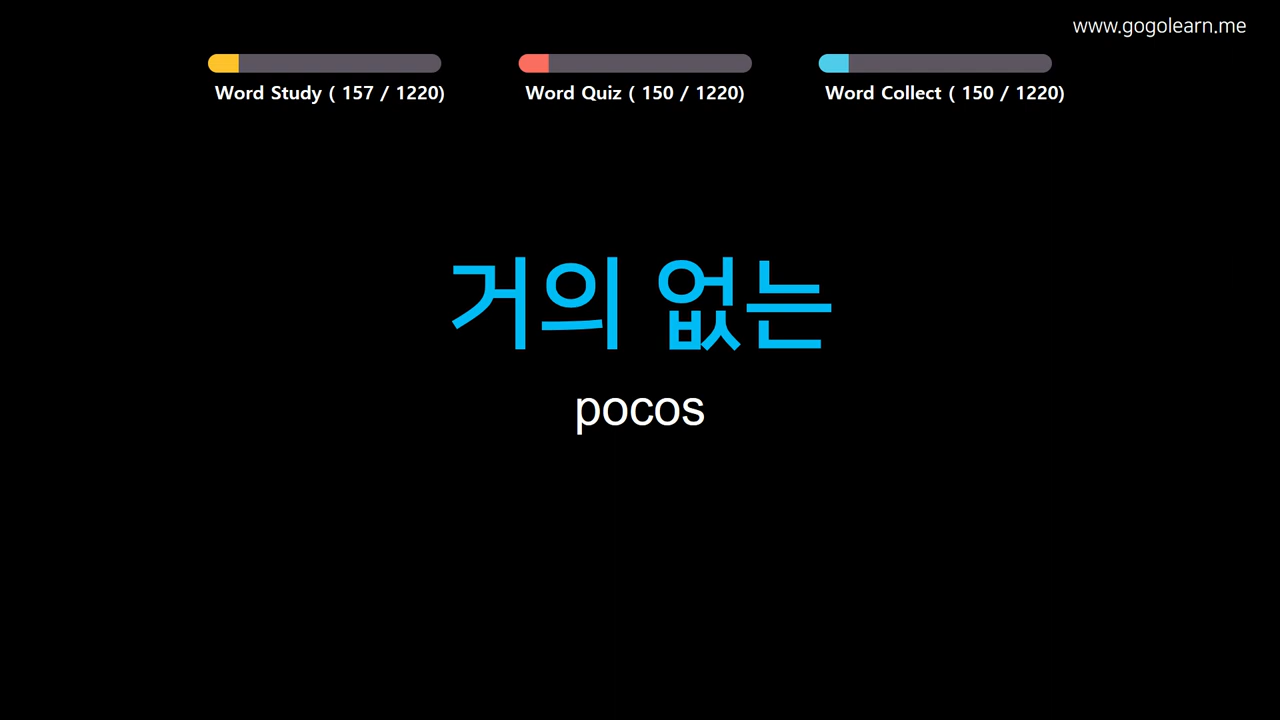 www.gogolearn.me
Word Study ( 157 / 1220)
Word Quiz ( 150 / 1220)
Word Collect ( 150 / 1220)
거의 없는
pocos